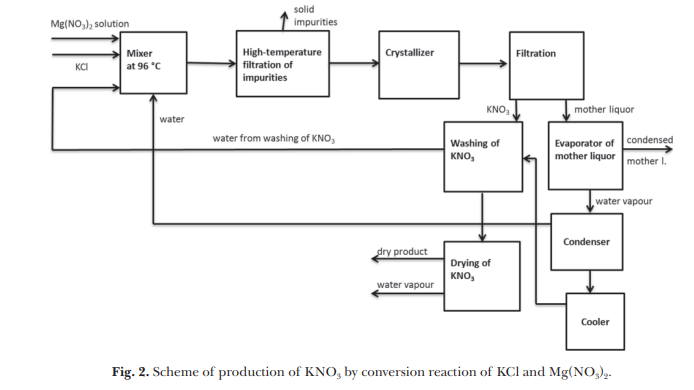 solid
impurities
Mg(NO₃)₂ solution
KCl
Mixer
at 96 °C
High-temperature
filtration of
impurities
Crystallizer
Filtration
KNO₃
mother liquor
water
water from washing of KNO₃
Washing of
KNO₃
Evaporator of
mother liquor
condensed
mother l.
water vapour
Condenser
dry product
Drying of
KNO₃
water vapour
Cooler
Fig. 2. Scheme of production of KNO₃ by conversion reaction of KCl and Mg(NO₃)₂.